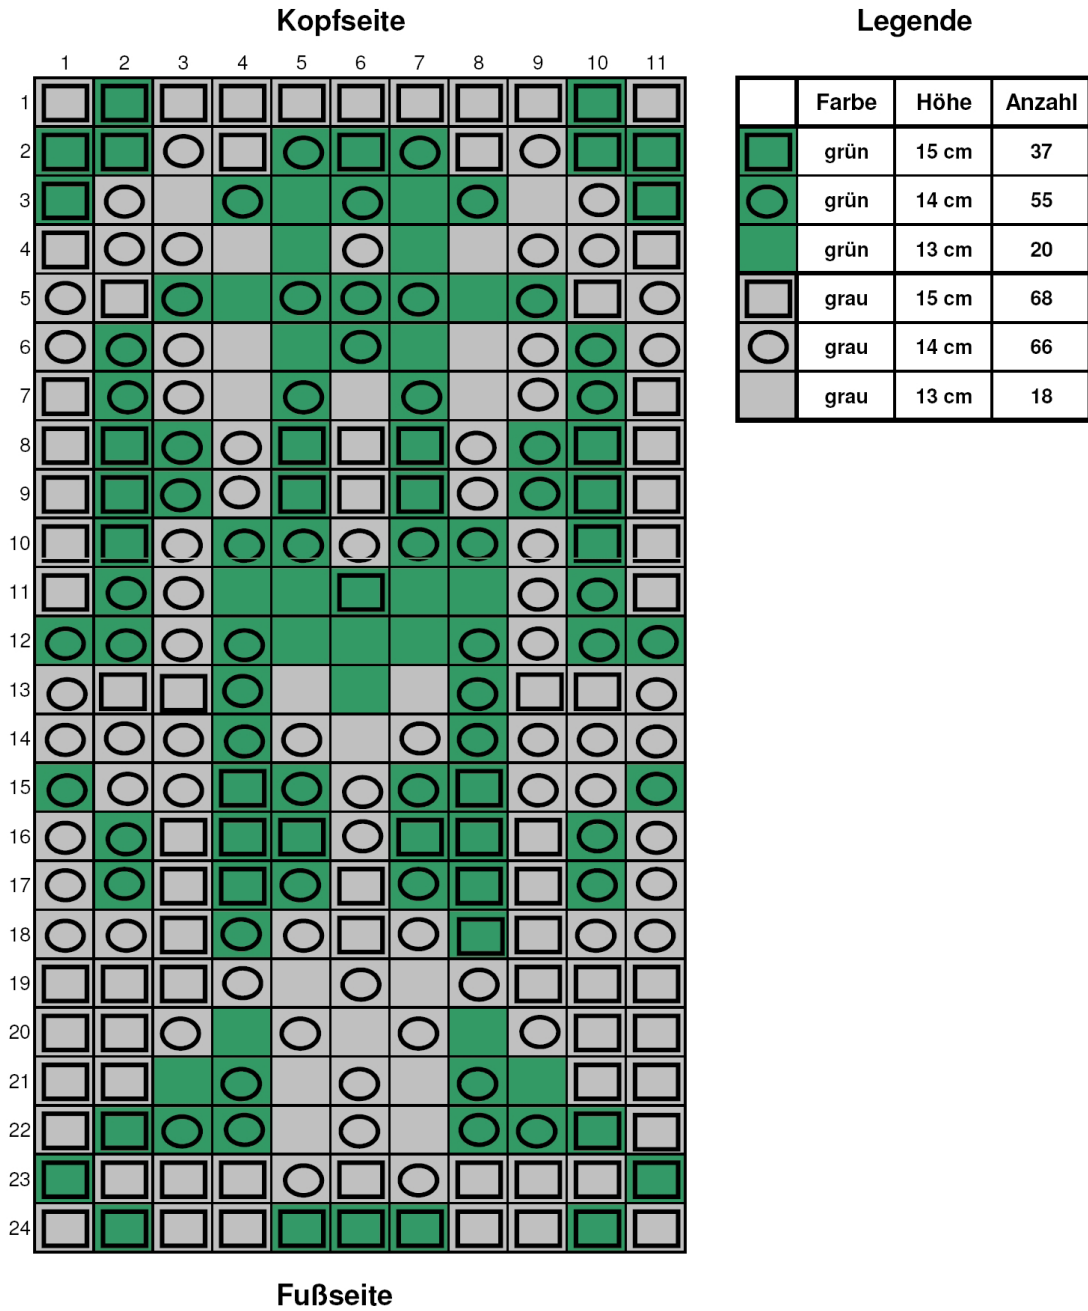 Kopfseite
Legende
1 2 3 4 5 6 7 8 9 10 11
1
2
3
4
5
6
7
8
9
10
11
12
13
14
15
16
17
18
19
20
21
22
23
24
Farbe Höhe Anzahl
grün 15 cm 37
grün 14 cm 55
grün 13 cm 20
grau 15 cm 68
grau 14 cm 66
grau 13 cm 18
Fußseite